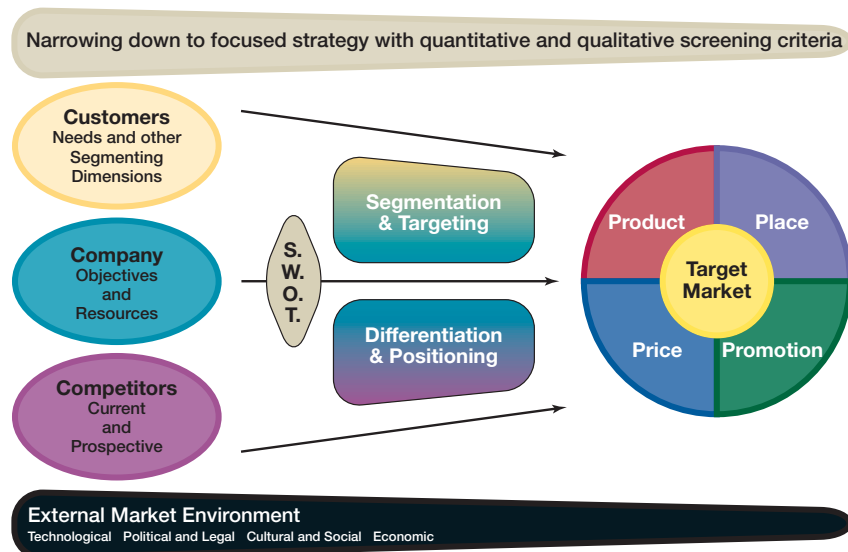 Narrowing down to focused strategy with quantitative and qualitative screening criteria
Customers
Needs and other
Segmenting
Dimensions
Company
Objectives
and
Resources
Competitors
Current
and
Prospective
S.
W.
O.
T.
Segmentation
& Targeting
Differentiation
& Positioning
Product
Place
Target
Market
Price
Promotion
External Market Environment
Technological Political and Legal Cultural and Social Economic